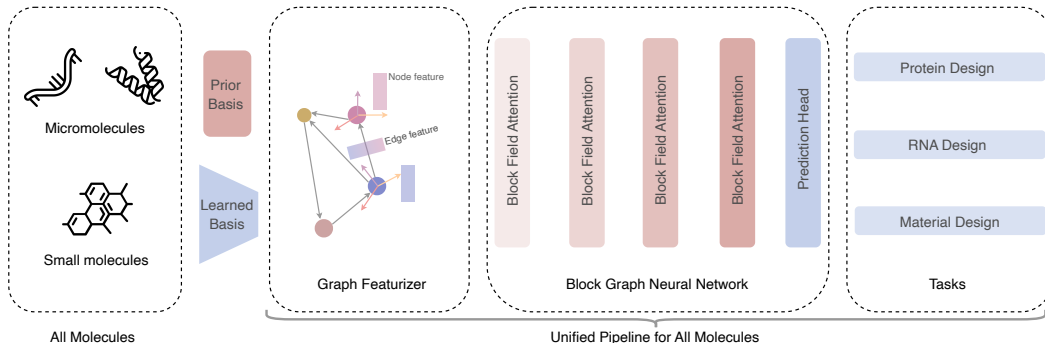 Micromolecules
Small molecules
All Molecules
Prior
Basis
Learned
Basis
Node feature
Edge feature
Graph Featurizer
Block Field Attention
Block Field Attention
Block Field Attention
Block Field Attention
Prediction Head
Block Graph Neural Network
Protein Design
RNA Design
Material Design
Tasks
Unified Pipeline for All Molecules